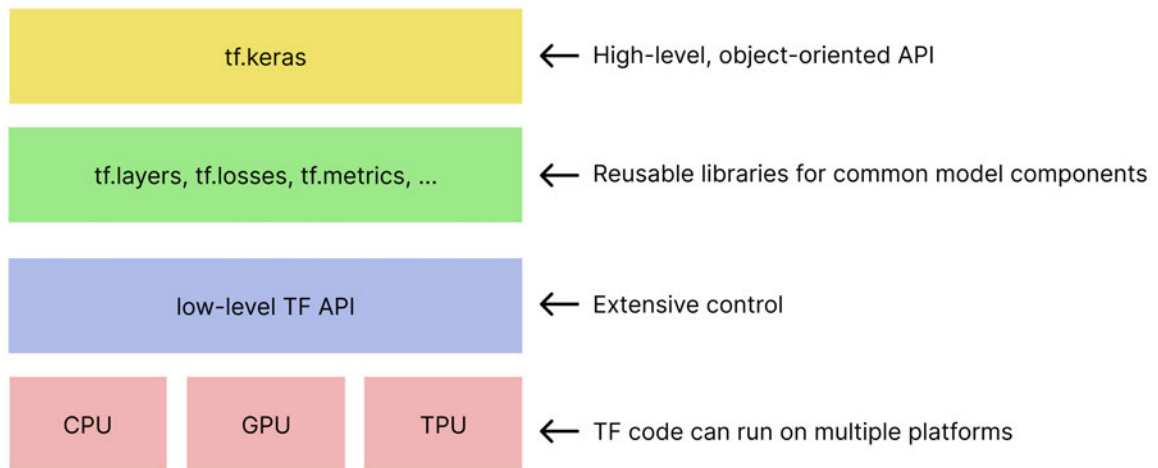 tf.keras
High-level, object-oriented API
tf.layers, tf.losses, tf.metrics, ...
Reusable libraries for common model components
low-level TF API
Extensive control
CPU
GPU
TPU
TF code can run on multiple platforms